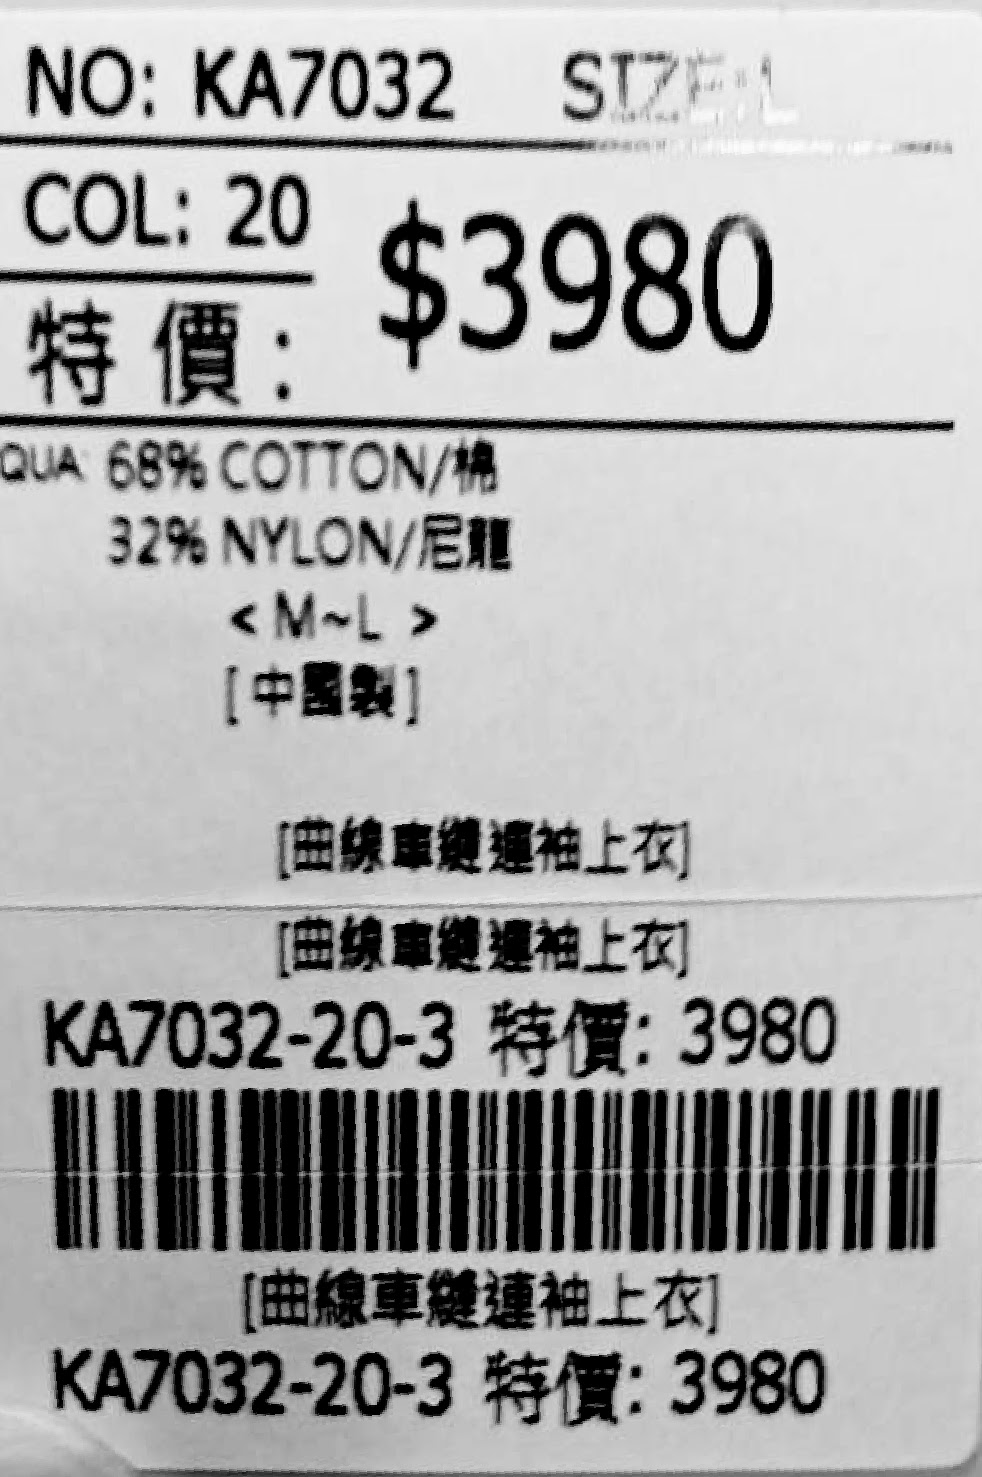 NO: KA7032 SIZE:L
COL: 20
$3980
特價:
QUA: 68% COTTON/棉
32% NYLON/尼龍
< M~L >
[中國製]
[曲線車縫連袖上衣]
[曲線車縫連袖上衣]
KA7032-20-3 特價: 3980
[曲線車縫連袖上衣]
KA7032-20-3 特價: 3980